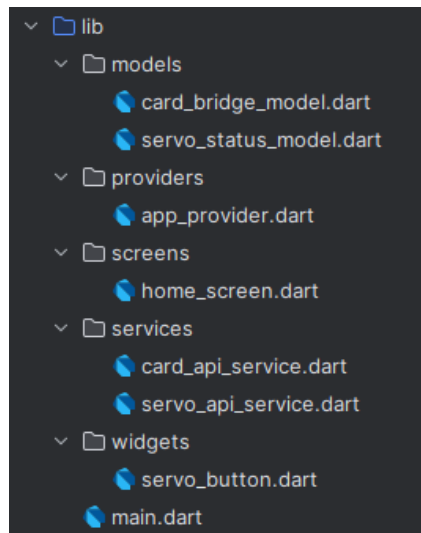 lib
models
card_bridge_model.dart
servo_status_model.dart
providers
app_provider.dart
screens
home_screen.dart
services
card_api_service.dart
servo_api_service.dart
widgets
servo_button.dart
main.dart